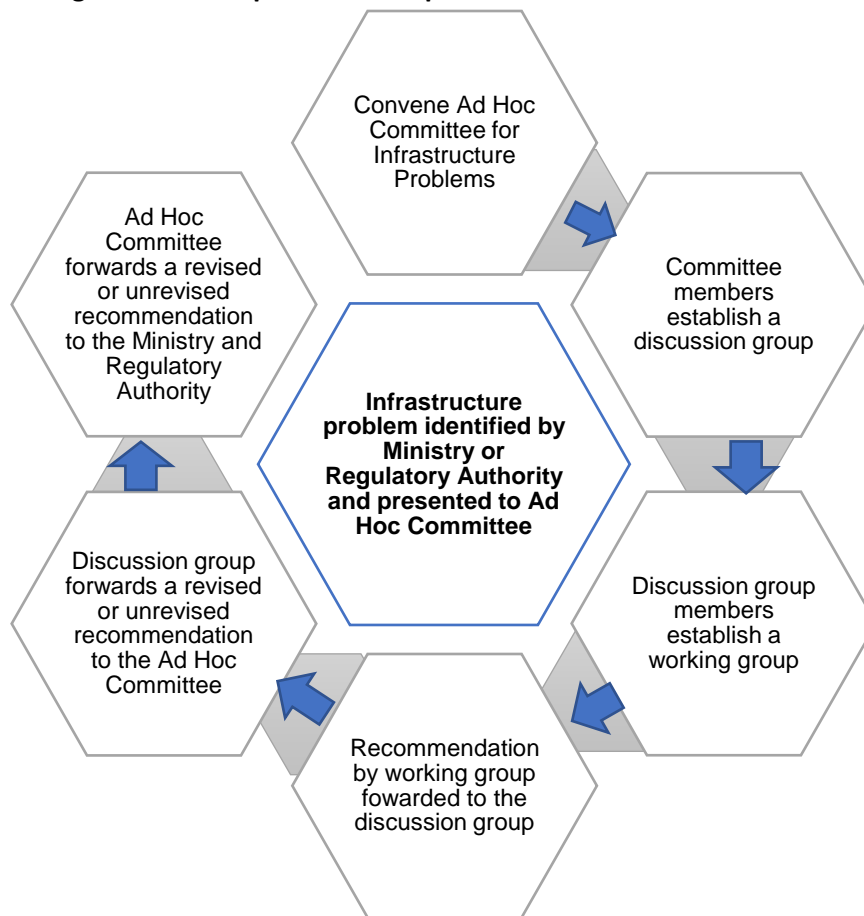 Convene Ad Hoc
Committee for
Infrastructure
Problems
Committee
members
establish a
discussion group
Discussion group
members
establish a
working group
Recommendation
by working group
fowarded to the
discussion group
Discussion group
forwards a revised
or unrevised
recommendation
to the Ad Hoc
Committee
Ad Hoc
Committee
forwards a revised
or unrevised
recommendation
to the Ministry and
Regulatory
Authority
Infrastructure
problem identified by
Ministry or
Regulatory Authority
and presented to Ad
Hoc Committee